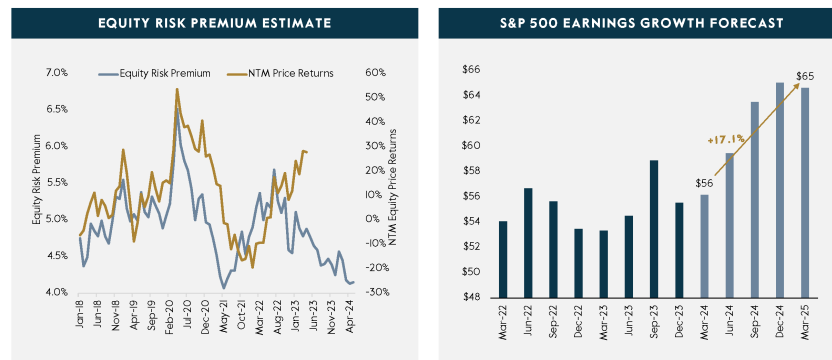 EQUITY RISK PREMIUM ESTIMATE
Equity Risk Premium
NTM Price Returns
7.0%
6.5%
6.0%
5.5%
5.0%
4.5%
4.0%
Equity Risk Premium
60%
50%
40%
30%
20%
10%
0%
-10%
-20%
-30%
NTM Equity Price Returns
Jan-18
Jun-18
Nov-18
Apr-19
Sep-19
Feb-20
Jul-20
Dec-20
May-21
Oct-21
Mar-22
Aug-22
Jan-23
Jun-23
Nov-23
Apr-24
S&P 500 EARNINGS GROWTH FORECAST
$66
$64
$62
$60
$58
$56
$54
$52
$50
$48
$56
+17.1%
$65
Mar-22
Jun-22
Sep-22
Dec-22
Mar-23
Jun-23
Sep-23
Dec-23
Mar-24
Jun-24
Sep-24
Dec-24
Mar-25